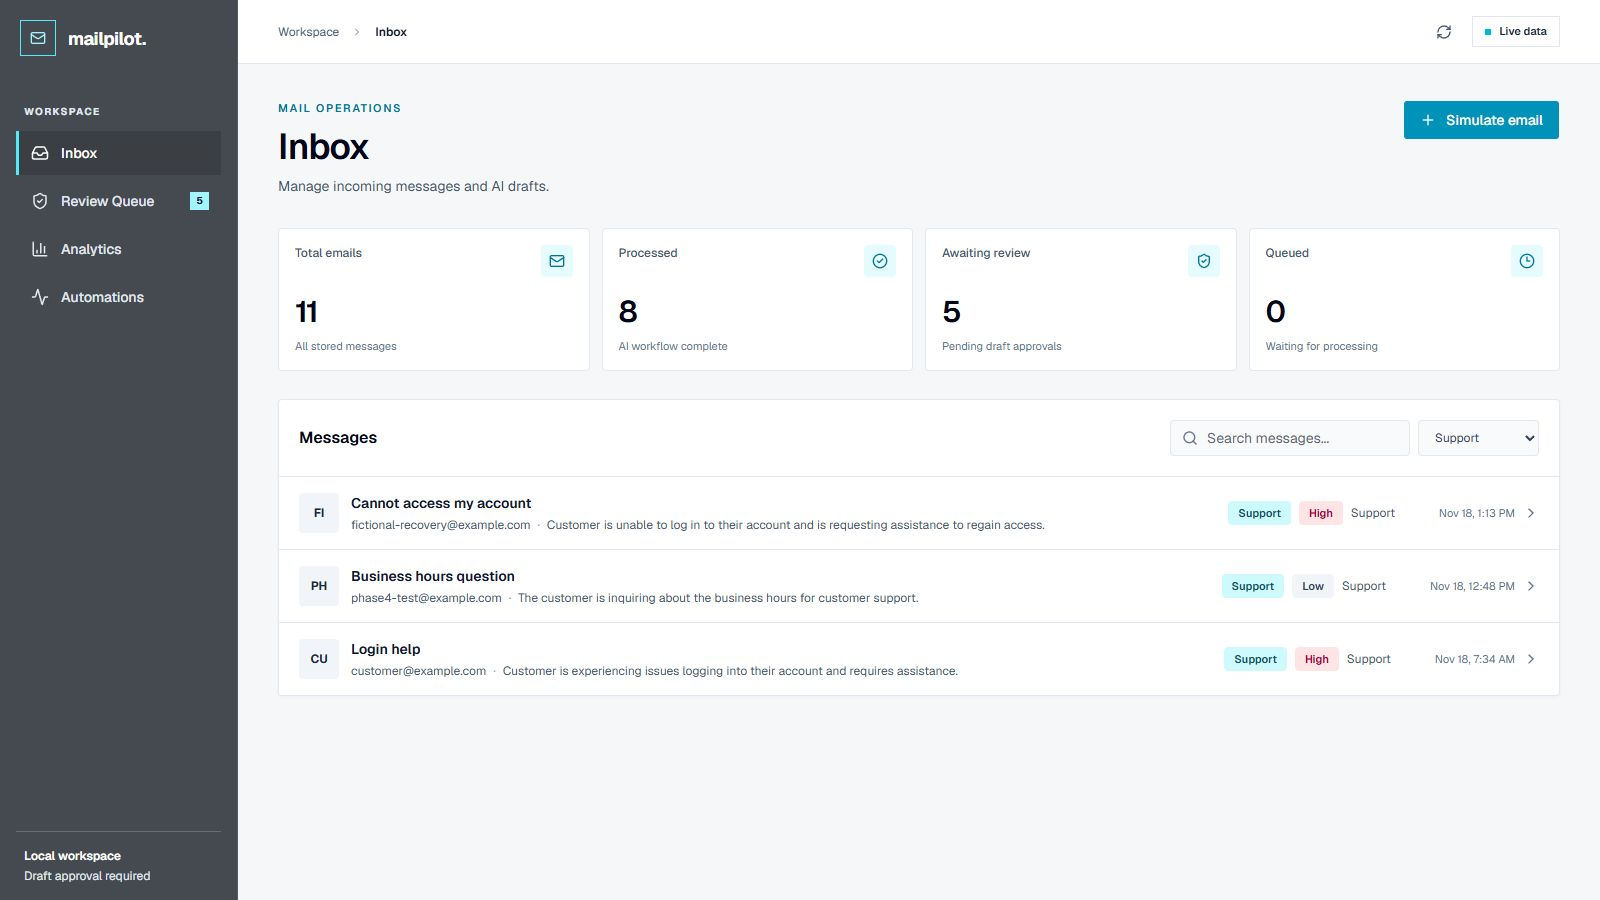 mailpilot.
WORKSPACE
Inbox
Review Queue 5
Analytics
Automations
Local workspace
Draft approval required
Workspace > Inbox
Live data
MAIL OPERATIONS
Inbox
Manage incoming messages and AI drafts.
+ Simulate email
Total emails
11
All stored messages
Processed
8
AI workflow complete
Awaiting review
5
Pending draft approvals
Queued
0
Waiting for processing
Messages
Search messages...
Support
FI
Cannot access my account
fictional-recovery@example.com · Customer is unable to log in to their account and is requesting assistance to regain access.
Support High Support Nov 18, 1:13 PM
PH
Business hours question
phase4-test@example.com · The customer is inquiring about the business hours for customer support.
Support Low Support Nov 18, 12:48 PM
CU
Login help
customer@example.com · Customer is experiencing issues logging into their account and requires assistance.
Support High Support Nov 18, 7:34 AM